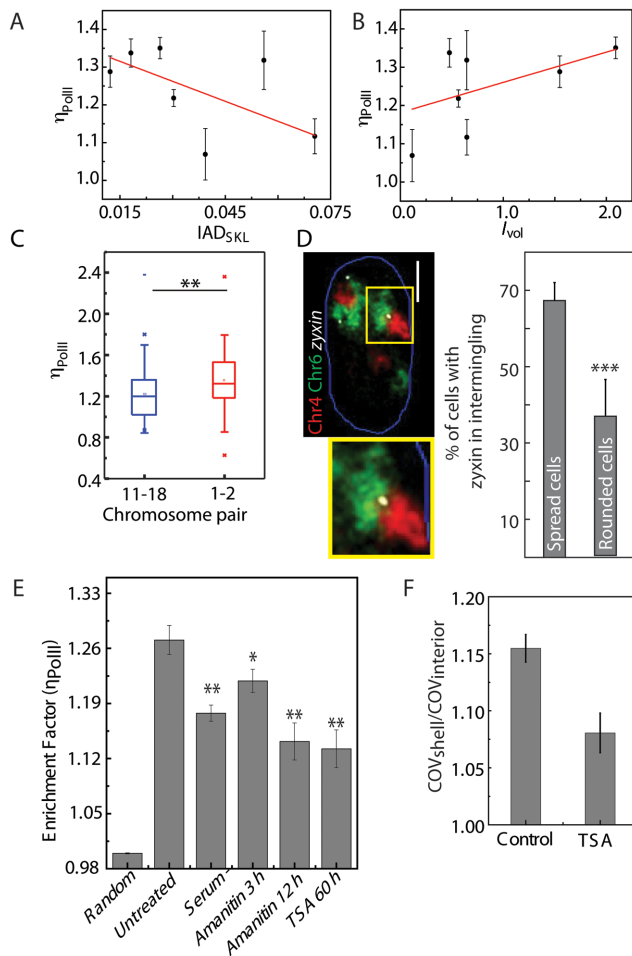 A
1.4
1.3
1.2
1.1
1.0
ηPolII
0.015
0.045
0.075
IADSKL
B
1.4
1.3
1.2
1.1
1.0
ηPolII
0.0
0.5
1.0
1.5
2.0
Ivol
C
2.4
2.0
1.6
1.2
0.8
0.4
ηPolII
**
11-18
1-2
Chromosome pair
D
Chr4 Chr6 zyxin
70
50
30
10
% of cells with
zyxin in intermingling
***
Spread cells
Rounded cells
E
1.33
1.26
1.19
1.12
1.05
0.98
Enrichment Factor (ηPolII)
**
*
**
**
Random
Untreated
Serum-
Amanitin 3 h
Amanitin 12 h
TSA 60 h
F
1.20
1.15
1.10
1.05
1.00
COVshell/COVinterior
Control
TSA